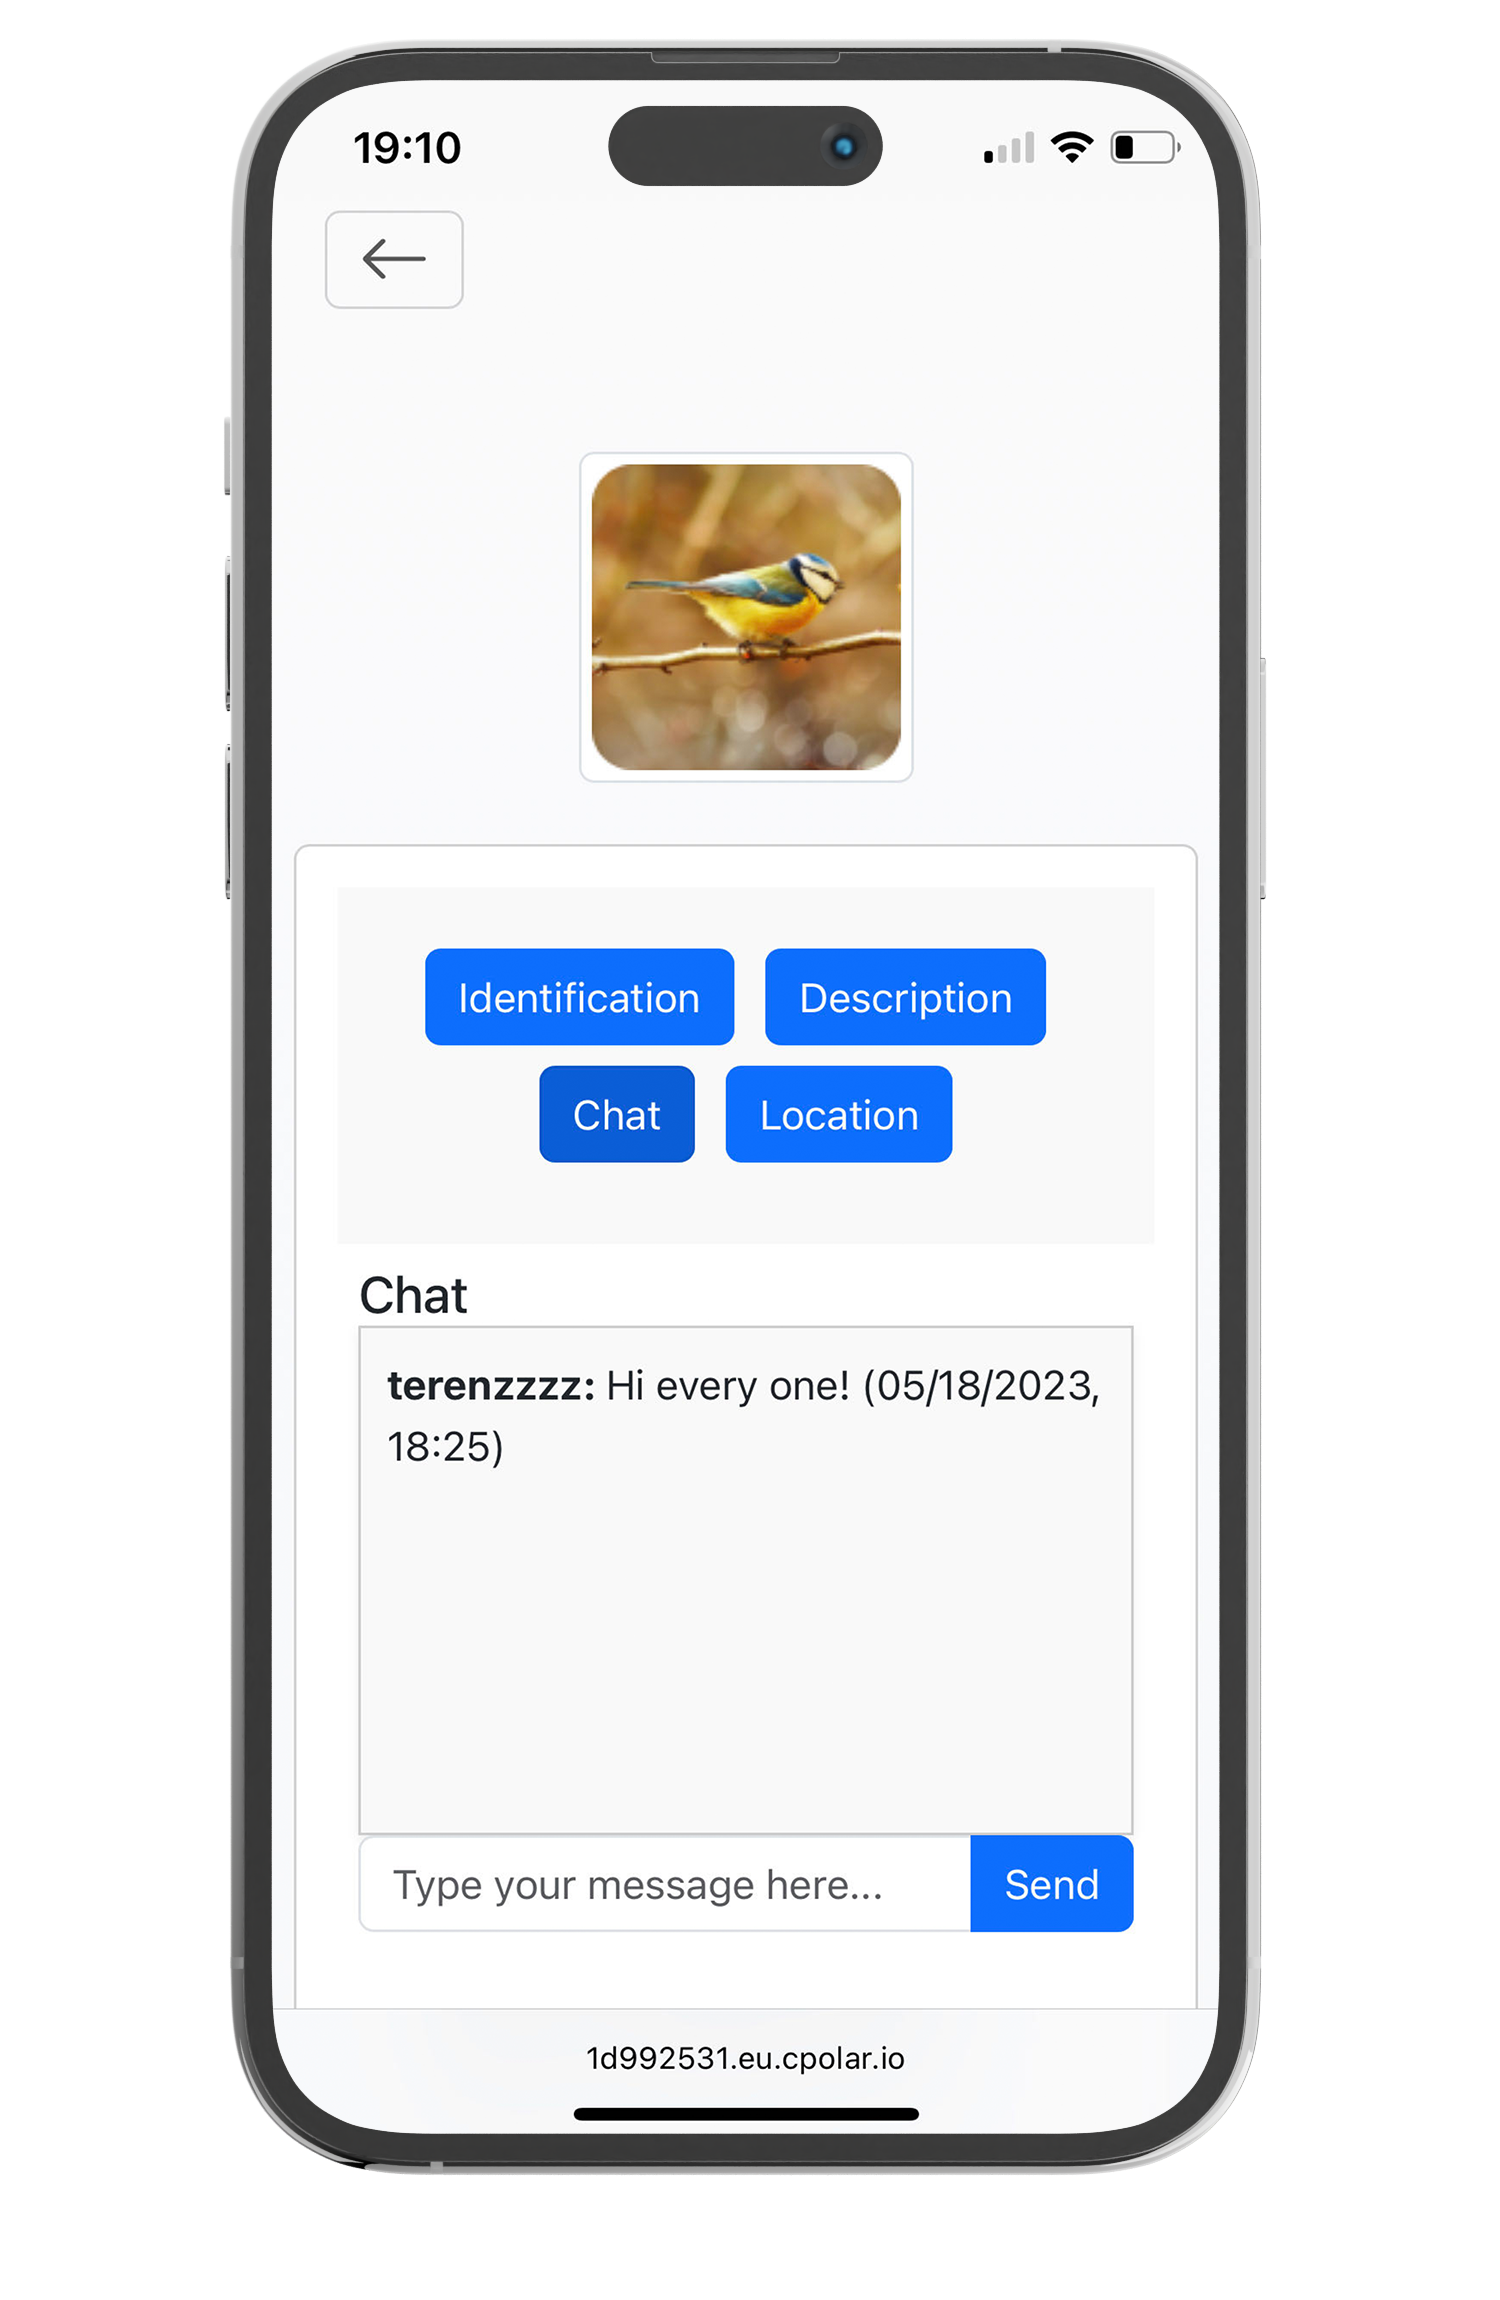 19:10
Identification
Description
Chat
Location
Chat
terenzzzz: Hi every one! (05/18/2023,
18:25)
Type your message here...
Send
1d992531.eu.cpolar.io